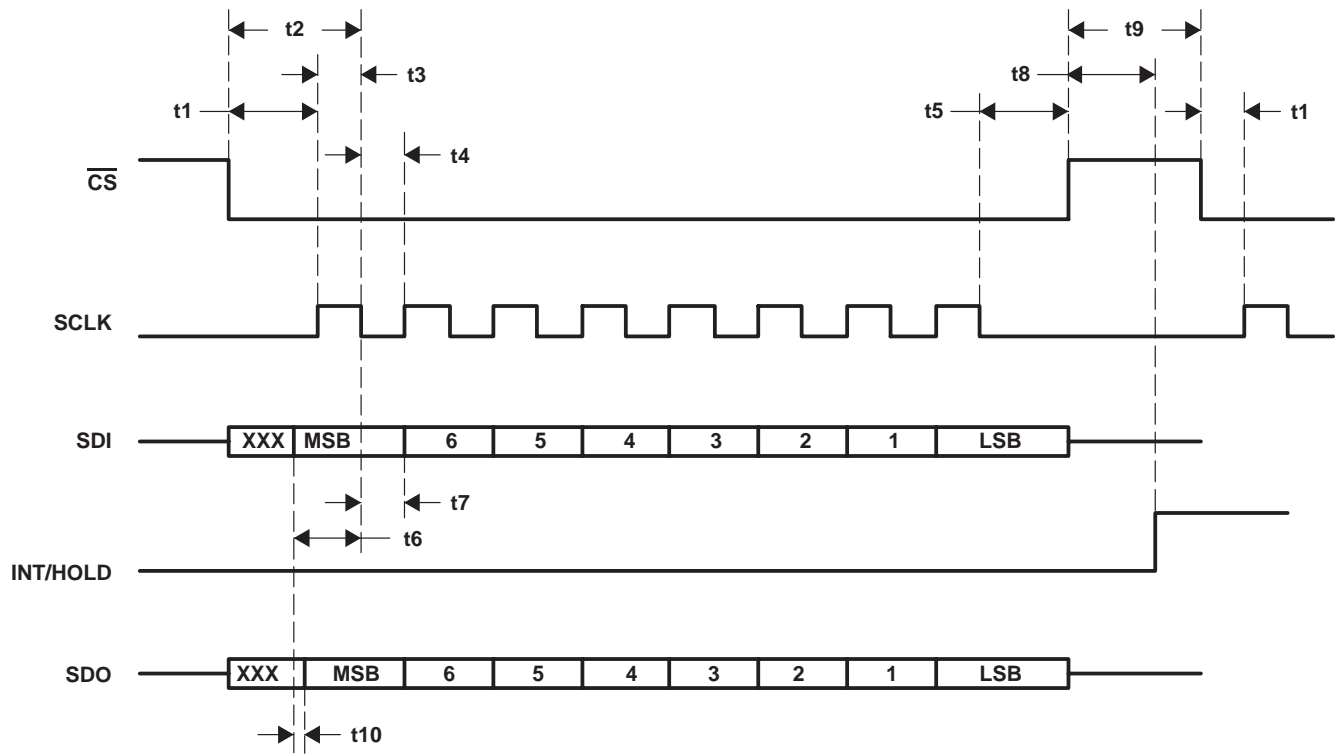 t2
t9
t3
t8
t1
t5
t1
t4
CS
SCLK
SDI
XXX MSB 6 5 4 3 2 1 LSB
t7
t6
INT/HOLD
SDO
XXX MSB 6 5 4 3 2 1 LSB
t10